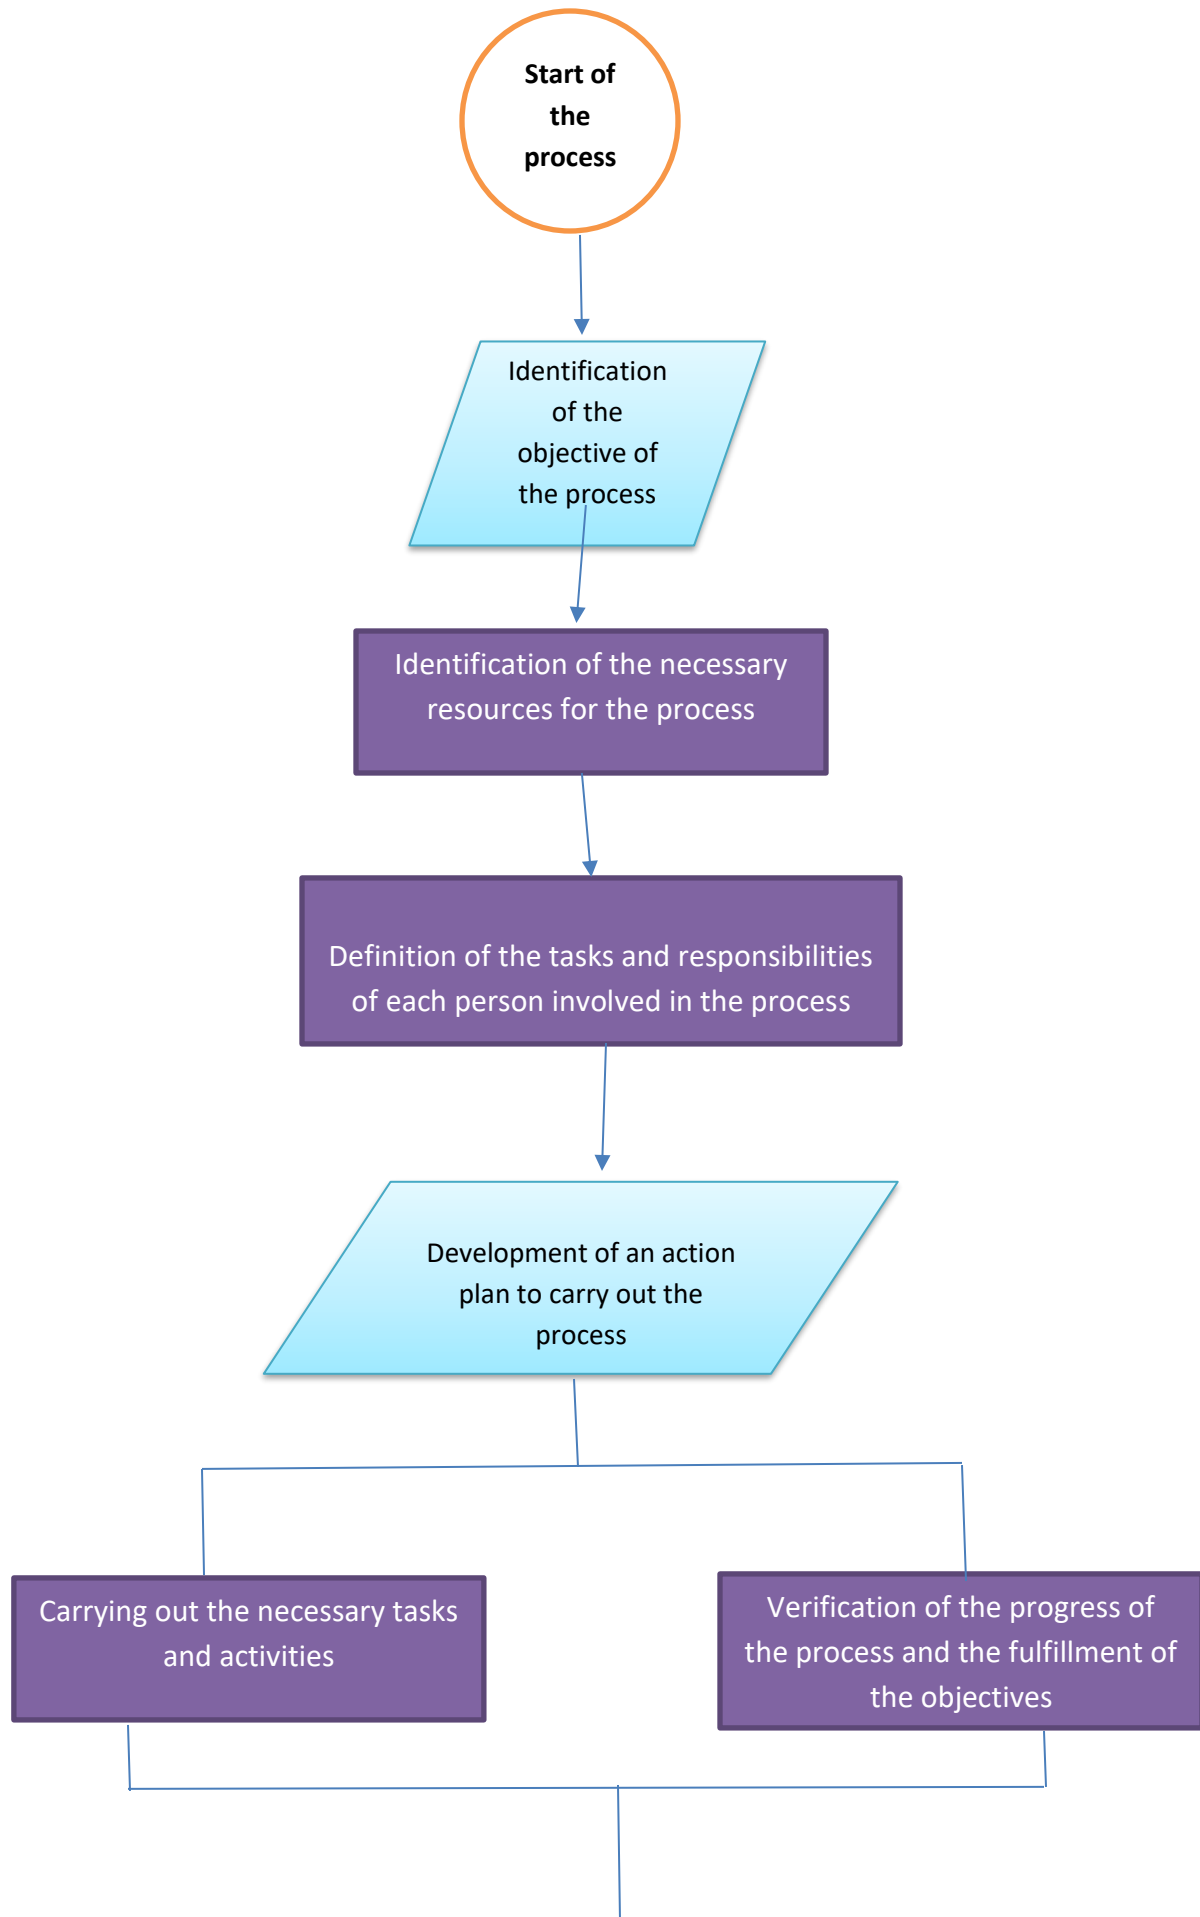 Start of
the
process
Identification
of the
objective of
the process
Identification of the necessary
resources for the process
Definition of the tasks and responsibilities
of each person involved in the process
Development of an action
plan to carry out the
process
Carrying out the necessary tasks
and activities
Verification of the progress of
the process and the fulfillment of
the objectives